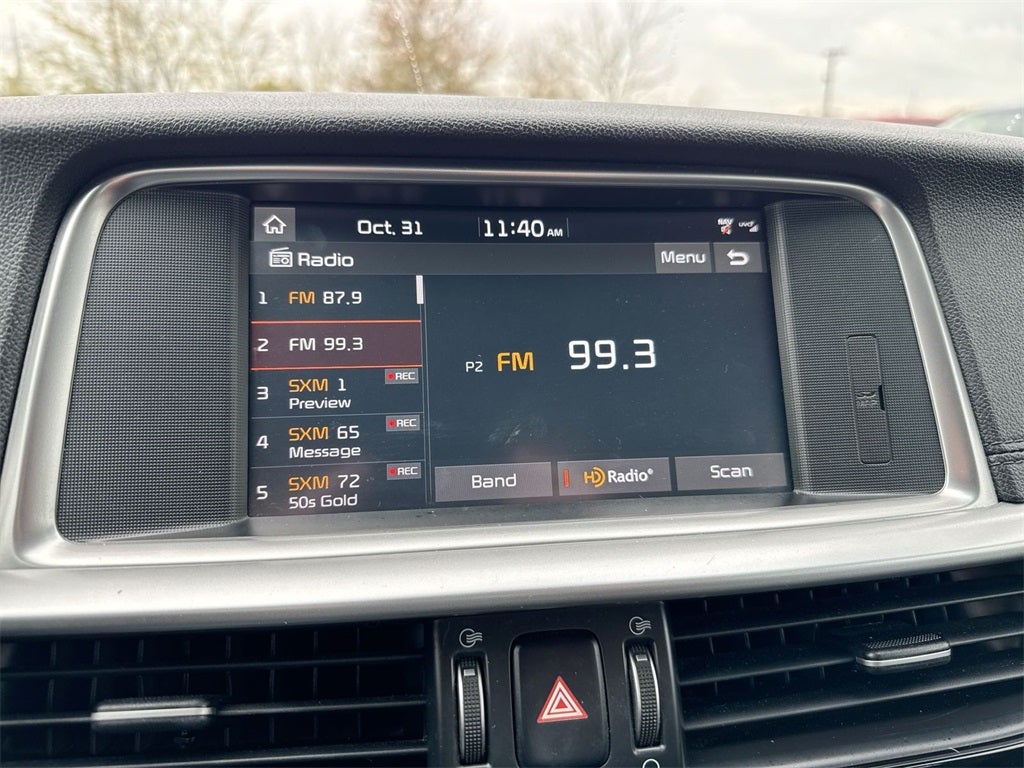 Oct. 31 11:40 AM
Radio Menu
1 FM 87.9
2 FM 99.3
3 SXM 1 REC
Preview
4 SXM 65 REC
Message
5 SXM 72 REC
50s Gold
P2 FM 99.3
Band HD Radio® Scan